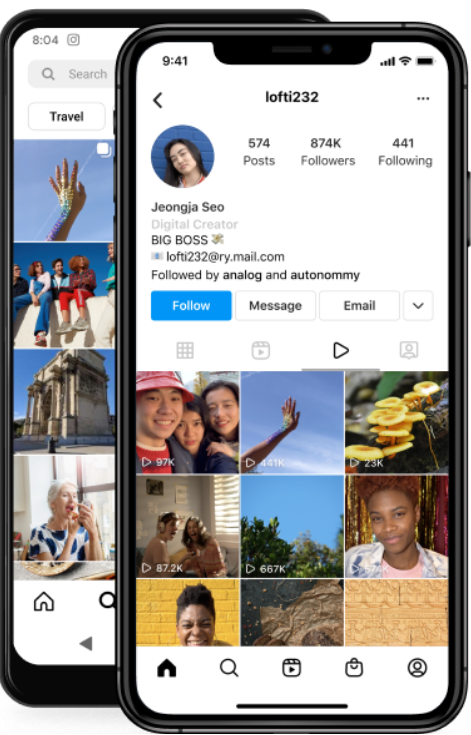 8:04
Search
Travel
9:41
lofti232
...
574 874K 441
Posts Followers Following
Jeongja Seo
Digital Creator
BIG BOSS
lofti232@ry.mail.com
Followed by analog and autonommy
Follow Message Email
97K 441K 23K
87.2K 667K